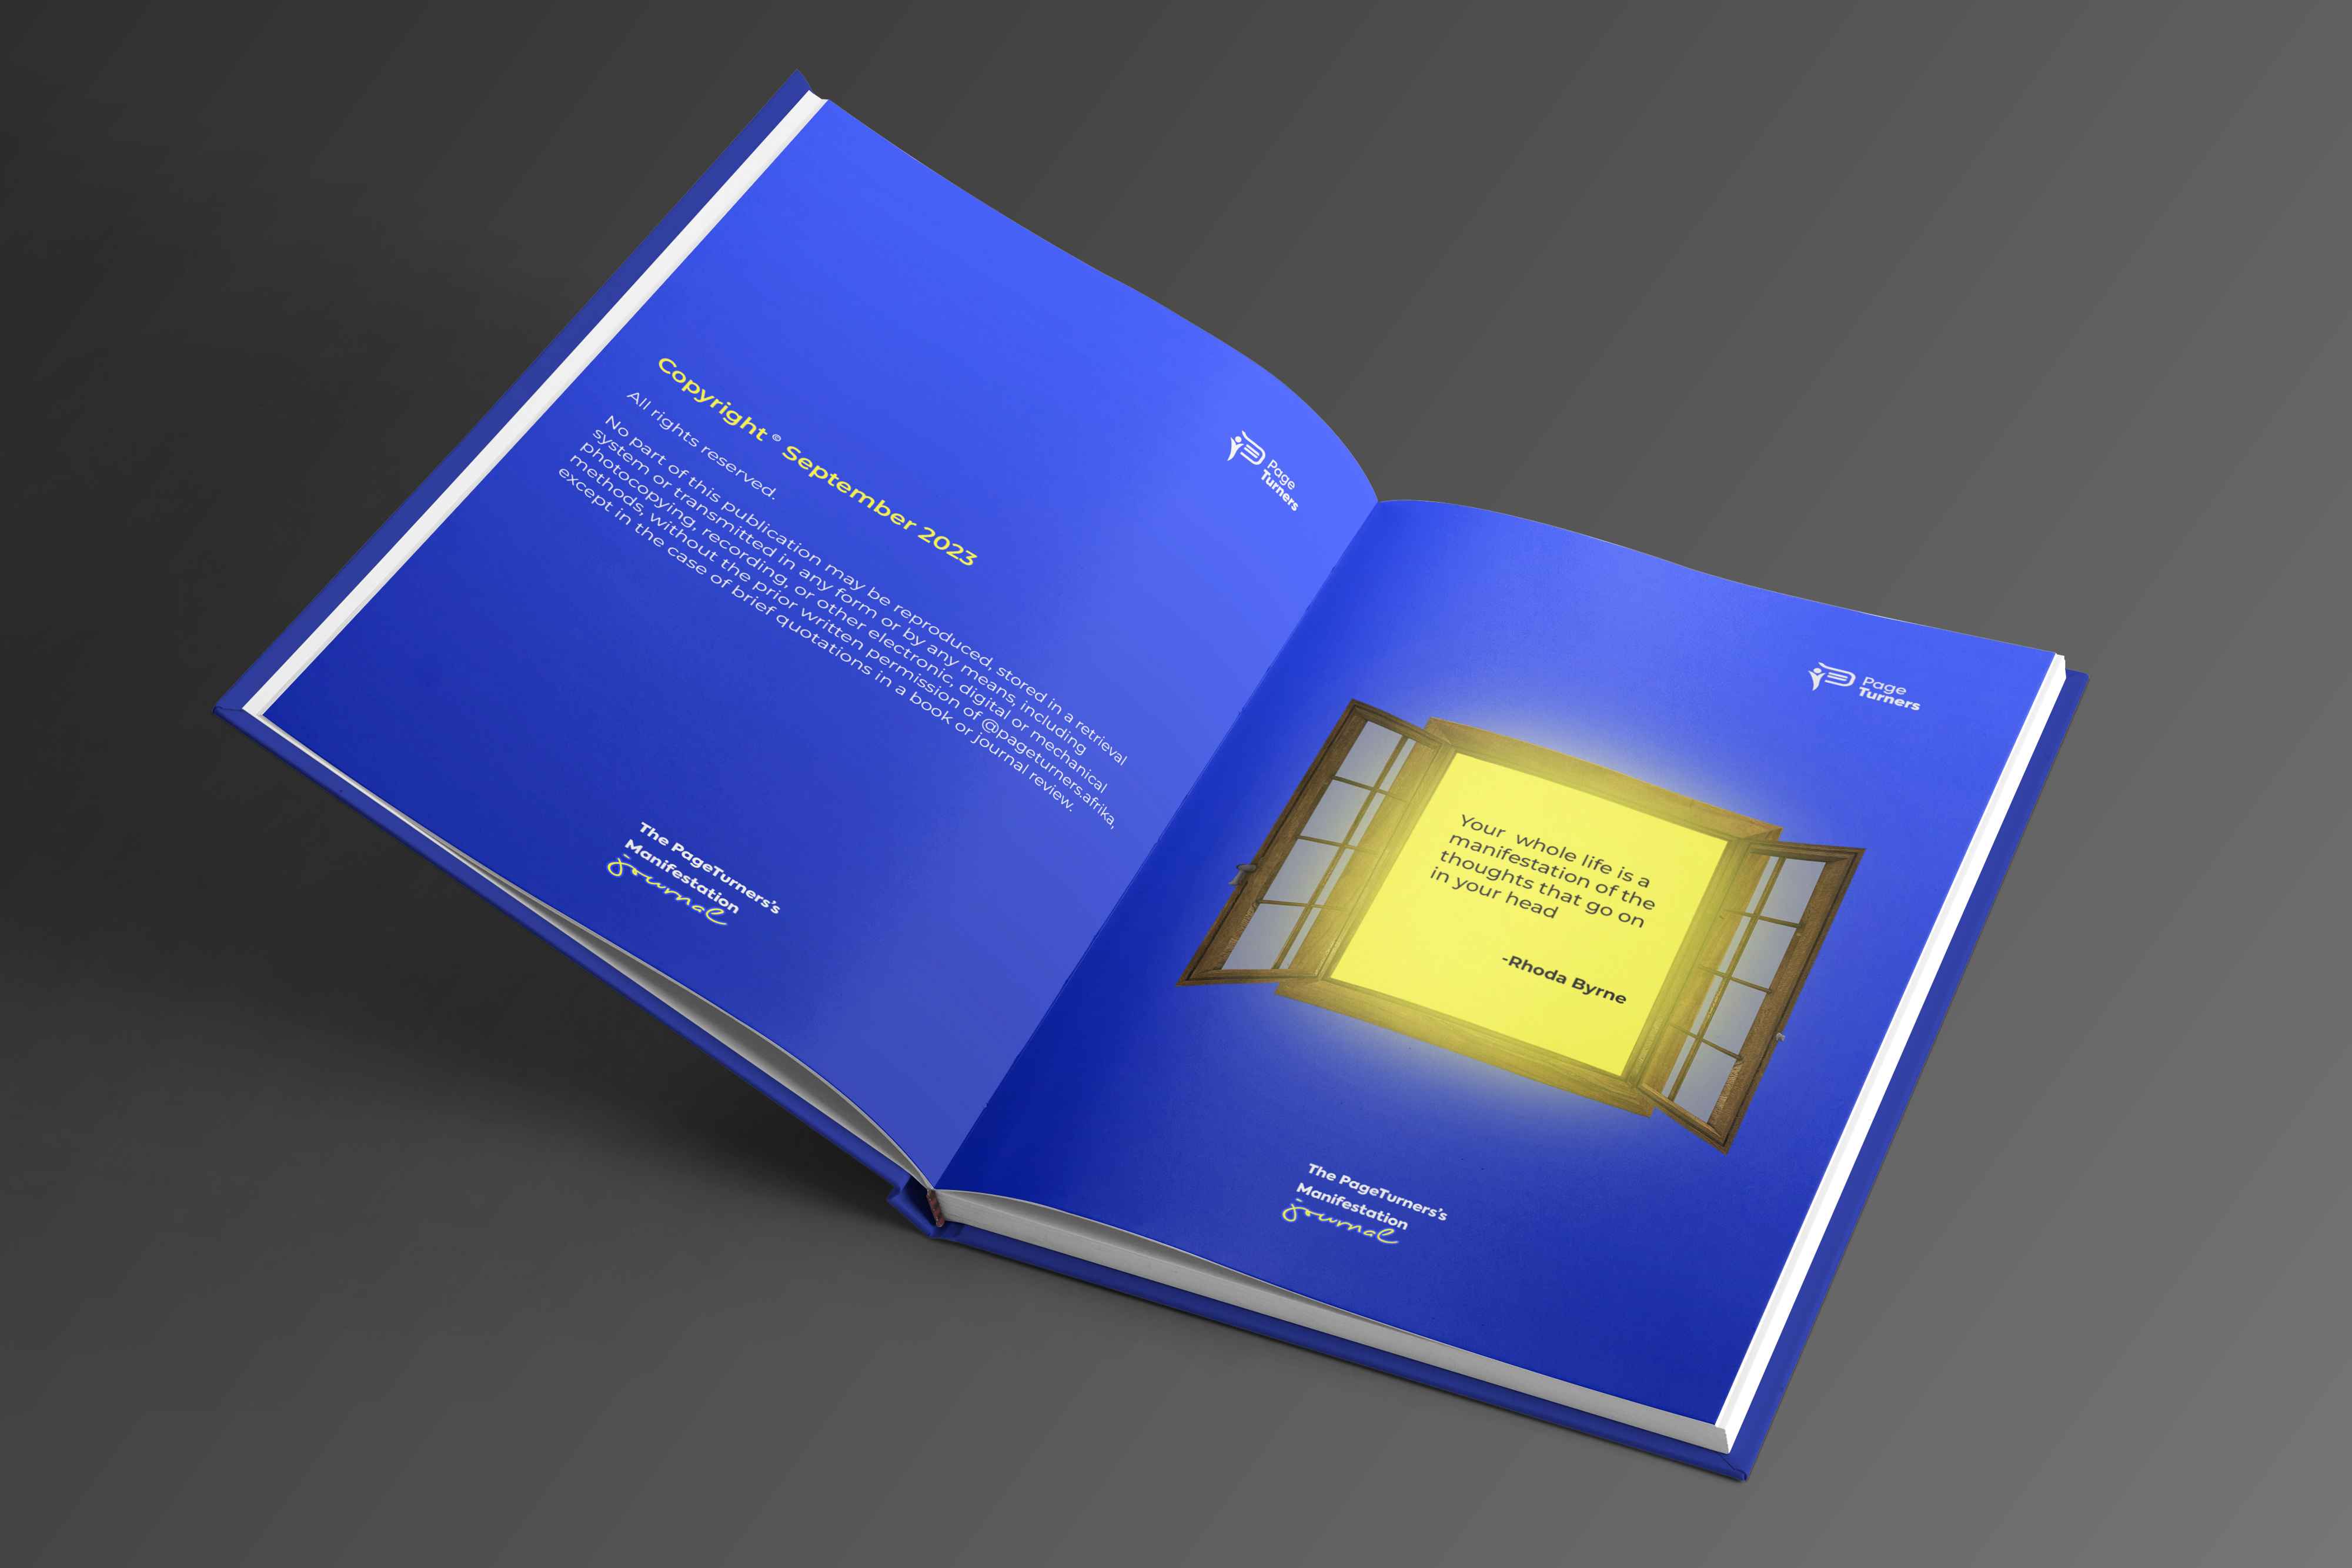 Page
Turners
Copyright © September 2023
All rights reserved.
No part of this publication may be reproduced, stored in a retrieval
system or transmitted in any form or by any means, including
photocopying, recording, or other electronic, digital or mechanical
methods, without the prior written permission of @pageturners.afrika,
except in the case of brief quotations in a book or journal review.
The PageTurners's
Manifestation
journal
Page
Turners
Your whole life is a
manifestation of the
thoughts that go on
in your head
-Rhoda Byrne
The PageTurners's
Manifestation
journal